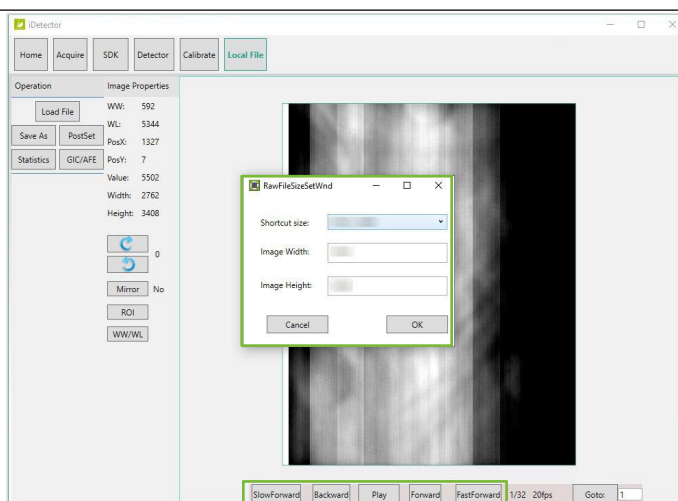 iDetector
Home Acquire SDK Detector Calibrate Local File
Operation
Load File
Save As PostSet
Statistics GIC/AFE
Image Properties
WW: 592
WL: 5344
PosX: 1327
PosY: 7
Value: 5502
Width: 2762
Height: 3408
0
Mirror No
ROI
WW/WL
RawFileSizeSetWnd
Shortcut size:
Image Width:
Image Height:
Cancel OK
SlowForward Backward Play Forward FastForward 1/32 20fps Goto: 1